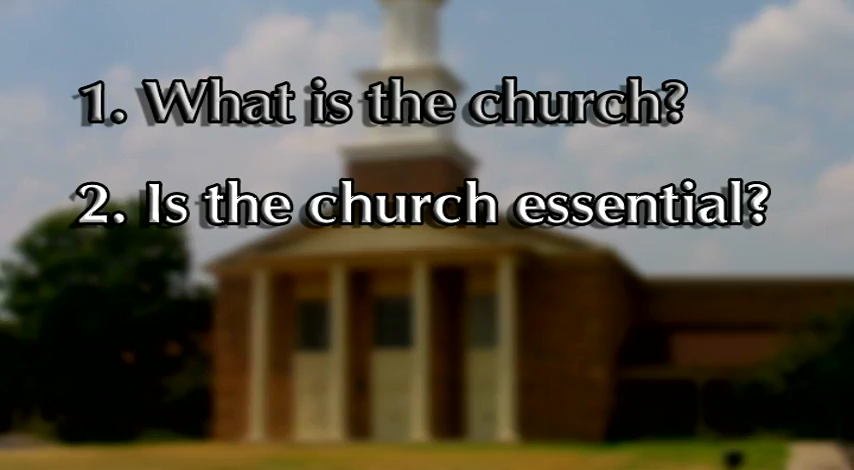 1. What is the church?
2. Is the church essential?